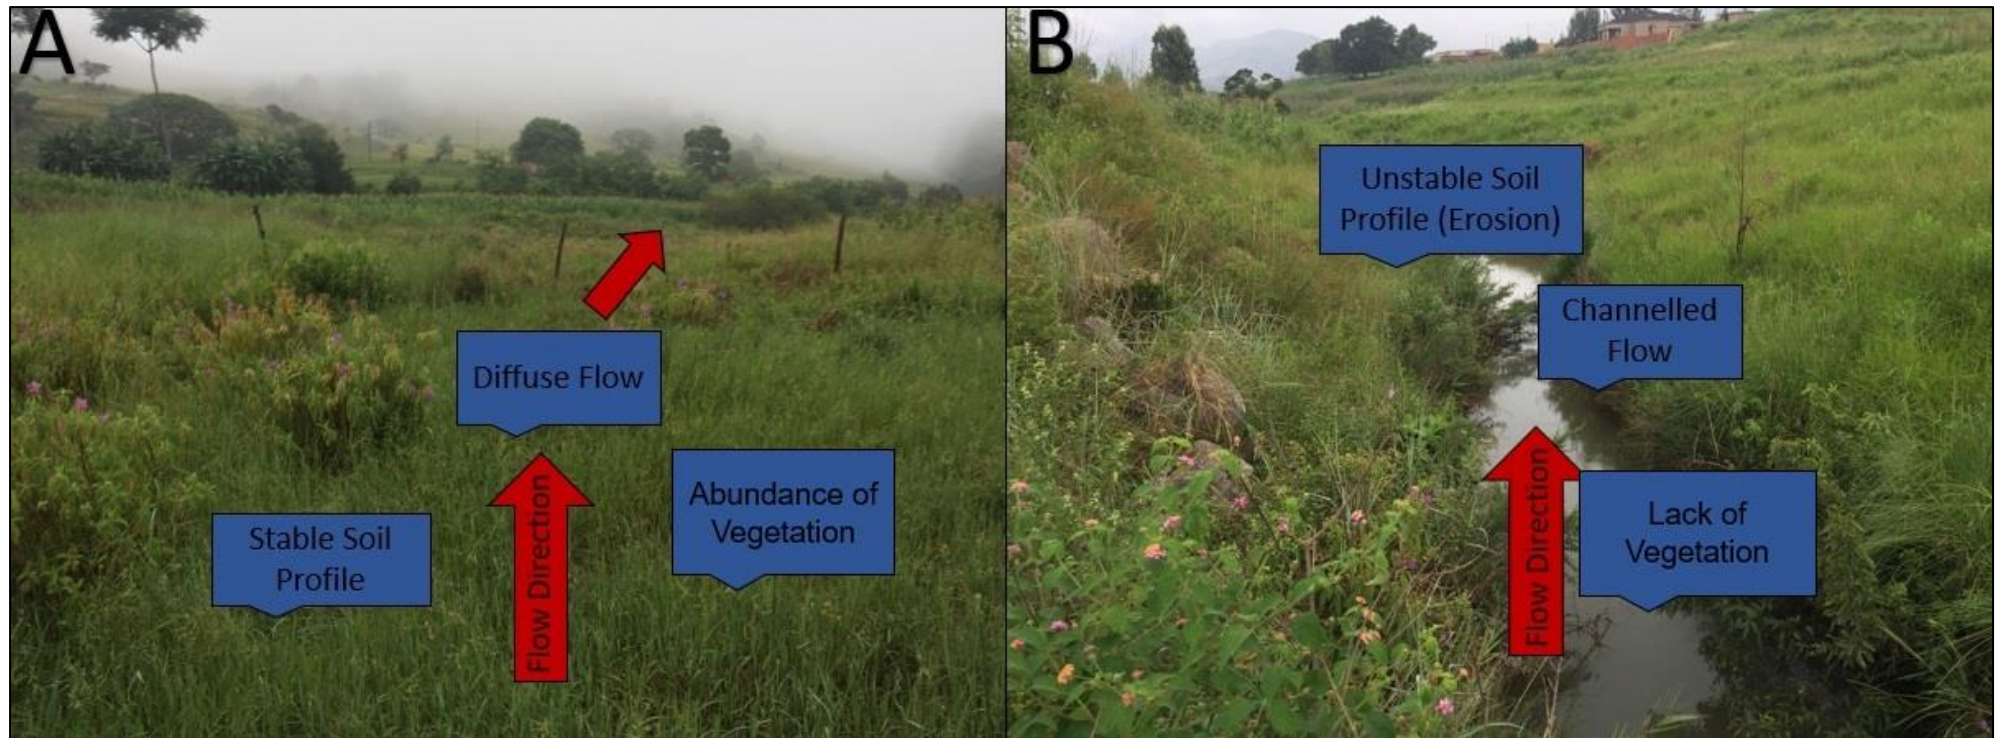 A
Diffuse Flow
Abundance of
Vegetation
Stable Soil
Profile
Flow Direction
B
Unstable Soil
Profile (Erosion)
Channelled
Flow
Lack of
Vegetation
Flow Direction